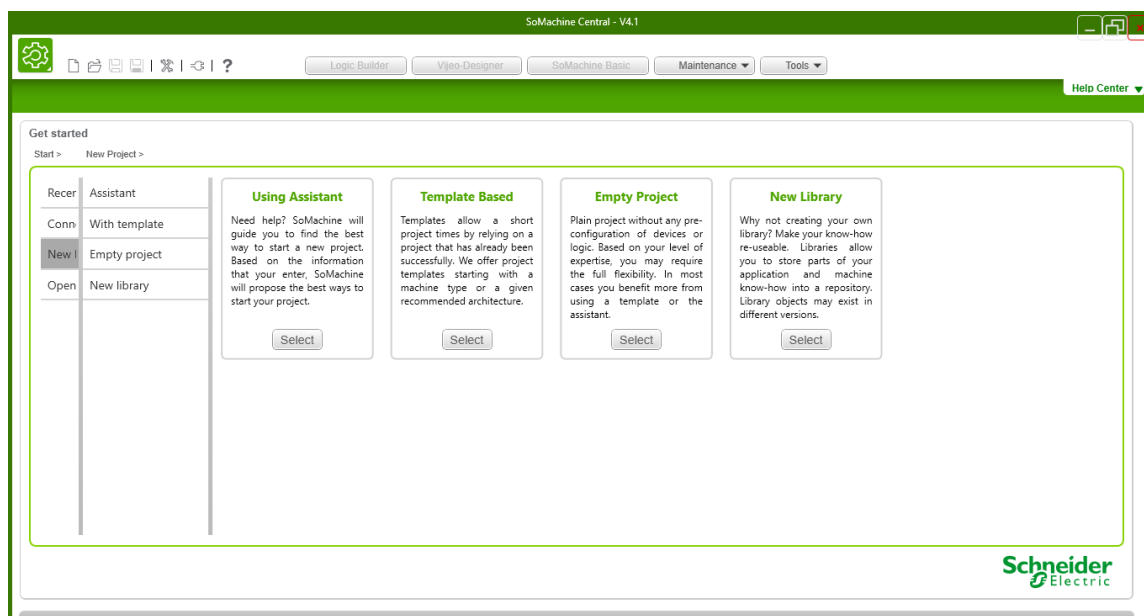 SoMachine Central - V4.1
?
Logic Builder
Vijeo-Designer
SoMachine Basic
Maintenance
Tools
Help Center
Get started
Start > New Project >
Recer
Conn
New
Open
Assistant
With template
Empty project
New library
Using Assistant
Need help? SoMachine will
guide you to find the best
way to start a new project.
Based on the information
that your enter, SoMachine
will propose the best ways to
start your project.
Select
Template Based
Templates allow a short
project times by relying on a
project that has already been
successfully. We offer project
templates starting with a
machine type or a given
recommended architecture.
Select
Empty Project
Plain project without any pre-
configuration of devices or
logic. Based on your level of
expertise, you may require
the full flexibility. In most
cases you benefit more from
using a template or the
assistant.
Select
New Library
Why not creating your own
library? Make your know-how
re-useable. Libraries allow
you to store parts of your
application and machine
know-how into a repository.
Library objects may exist in
different versions.
Select
Schneider
Electric